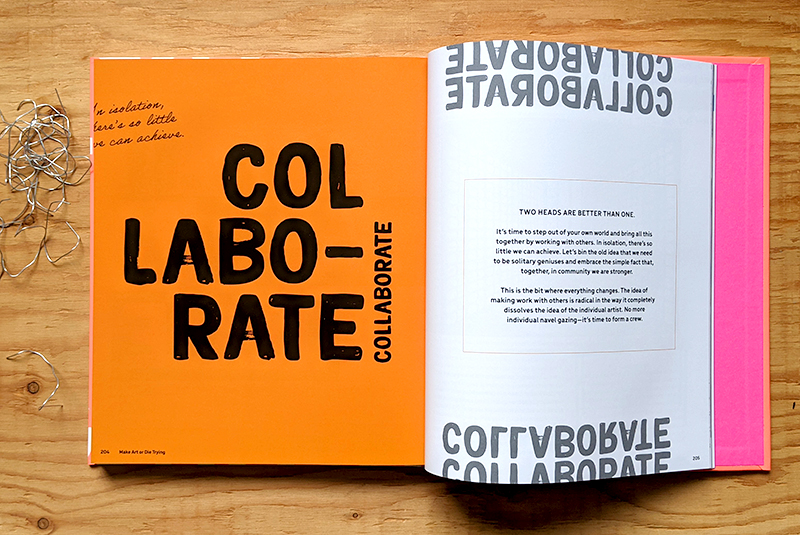 In isolation,
here's so little
we can achieve.
COL
LABO–
RATE
COLLABORATE
204 Make Art or Die Trying
COLLABORATE
COLLABORATE
TWO HEADS ARE BETTER THAN ONE.
It's time to step out of your own world and bring all this
together by working with others. In isolation, there's so
little we can achieve. Let's bin the old idea that we need
to be solitary geniuses and embrace the simple fact that,
together, in community we are stronger.
This is the bit where everything changes. The idea of
making work with others is radical in the way it completely
dissolves the idea of the individual artist. No more
individual navel gazing—it's time to form a crew.
COLLABORATE
COLLABORATE
205